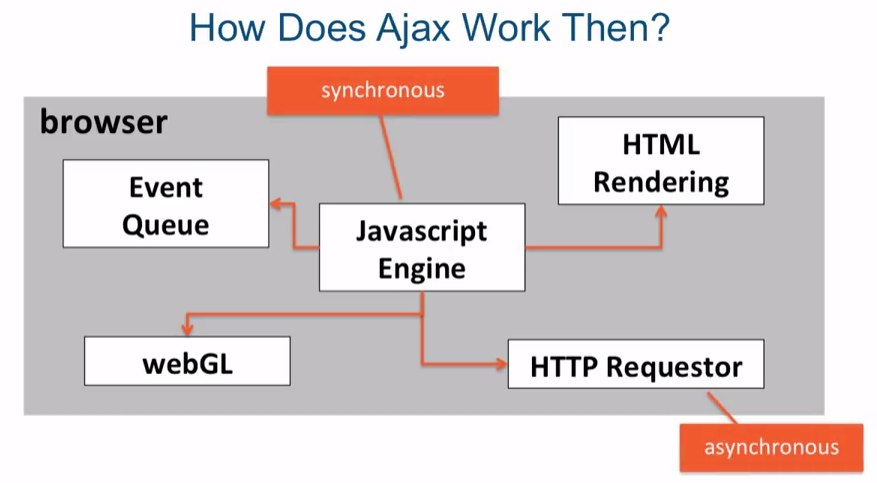 How Does Ajax Work Then?
synchronous
browser
HTML
Rendering
Event
Queue
Javascript
Engine
webGL
HTTP Requestor
asynchronous